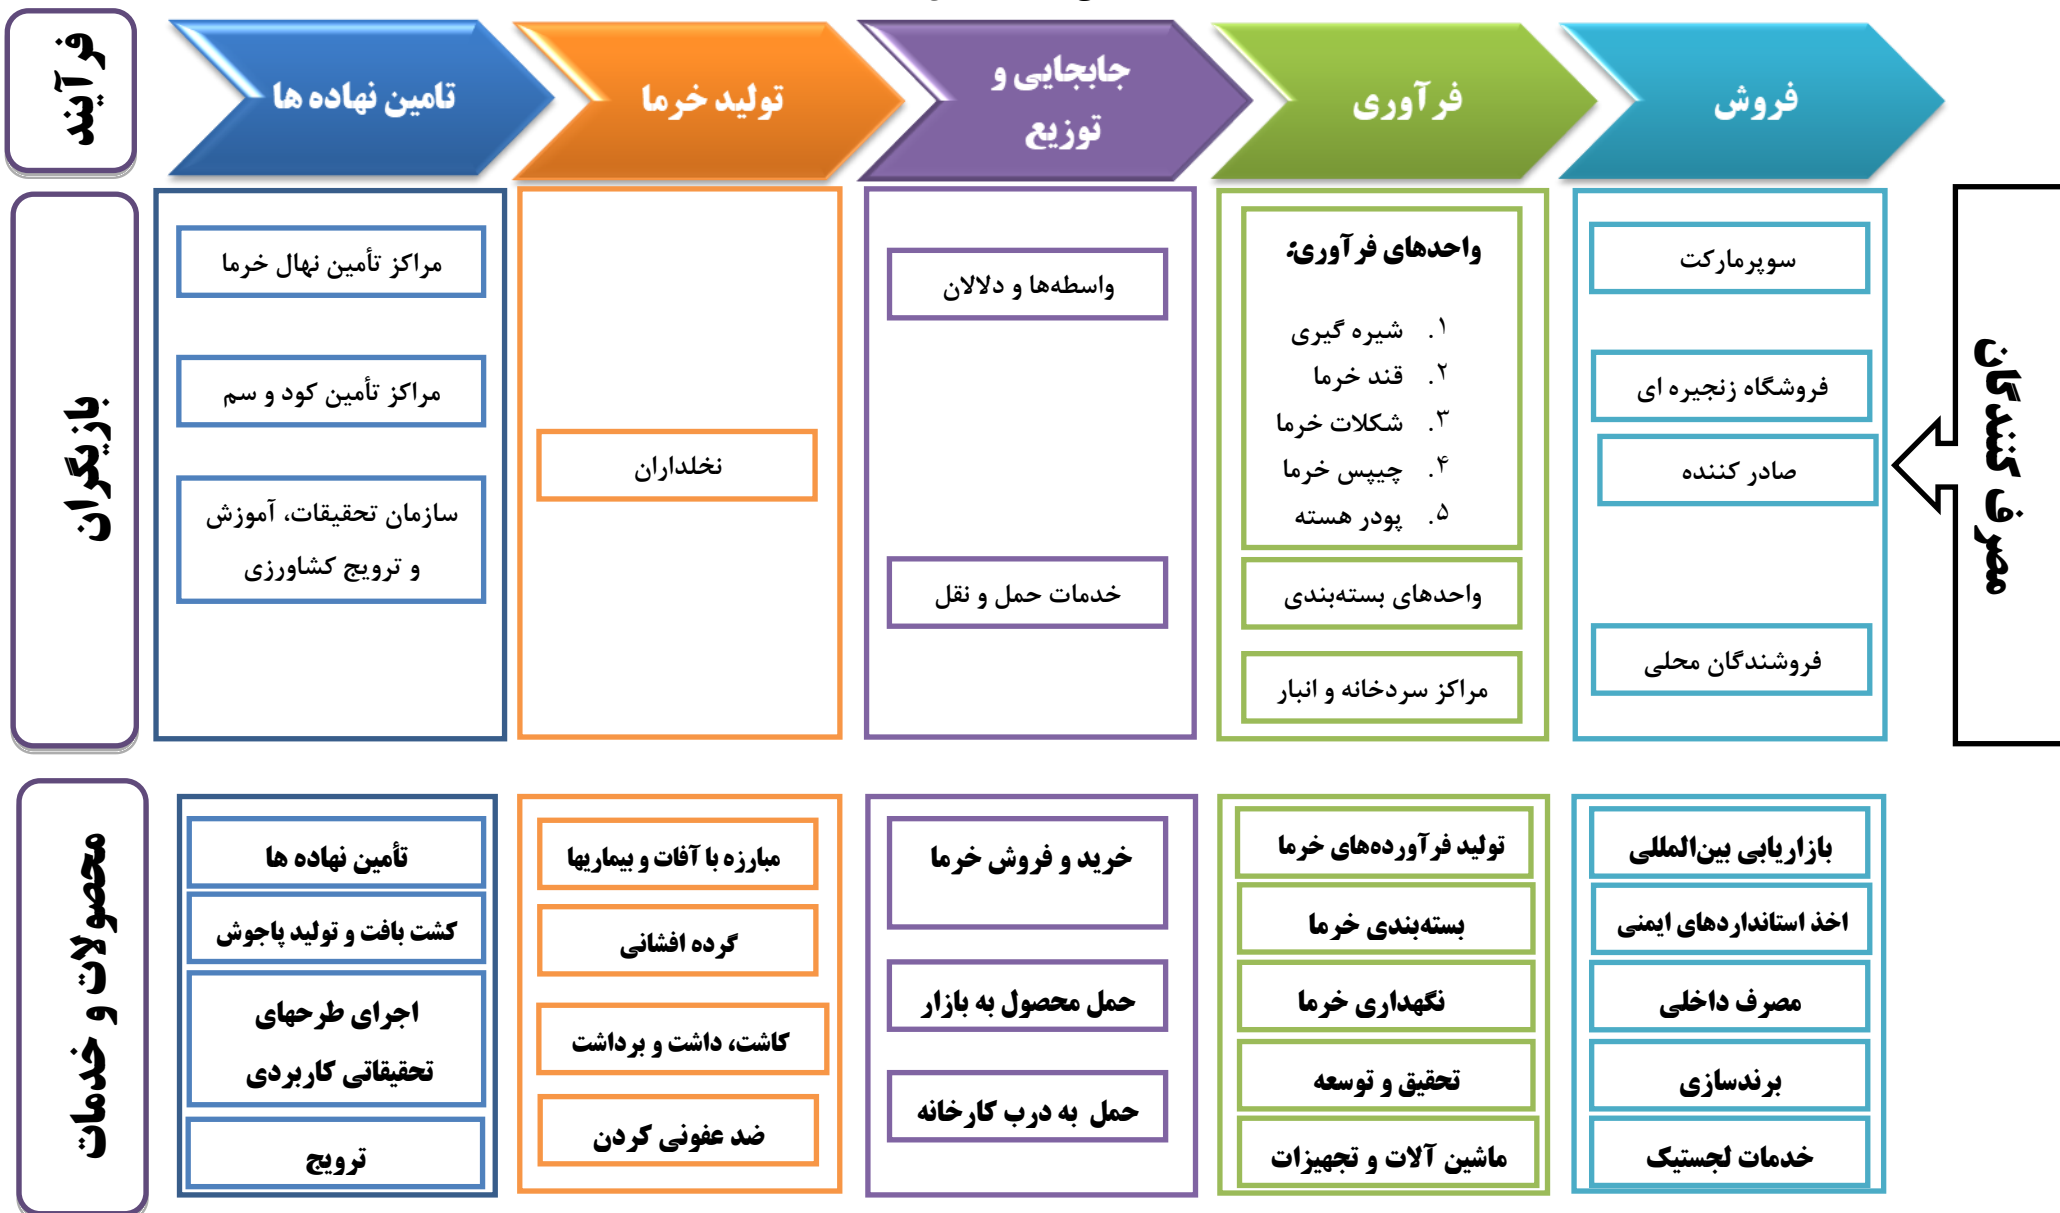 فرآیند
تامین نهاده ها
تولید خرما
جابجایی و
توزیع
فرآوری
فروش
بازیگران
مراکز تأمین نهال خرما
مراکز تأمین کود و سم
سازمان تحقیقات، آموزش
و ترویج کشاورزی
نخلداران
واسطه‌ها و دلالان
خدمات حمل و نقل
واحدهای فرآوری:
۱. شیره گیری
۲. قند خرما
۳. شکلات خرما
۴. چیپس خرما
۵. پودر هسته
واحدهای بسته‌بندی
مراکز سردخانه و انبار
سوپرمارکت
فروشگاه زنجیره ای
صادر کننده
فروشندگان محلی
مصرف کنندگان
محصولات و خدمات
تأمین نهاده ها
کشت بافت و تولید پاجوش
اجرای طرحهای
تحقیقاتی کاربردی
ترویج
مبارزه با آفات و بیماریها
گرده افشانی
کاشت، داشت و برداشت
ضد عفونی کردن
خرید و فروش خرما
حمل محصول به بازار
حمل به درب کارخانه
تولید فرآورده‌های خرما
بسته‌بندی خرما
نگهداری خرما
تحقیق و توسعه
ماشین آلات و تجهیزات
بازاریابی بین‌المللی
اخذ استانداردهای ایمنی
مصرف داخلی
برندسازی
خدمات لجستیک